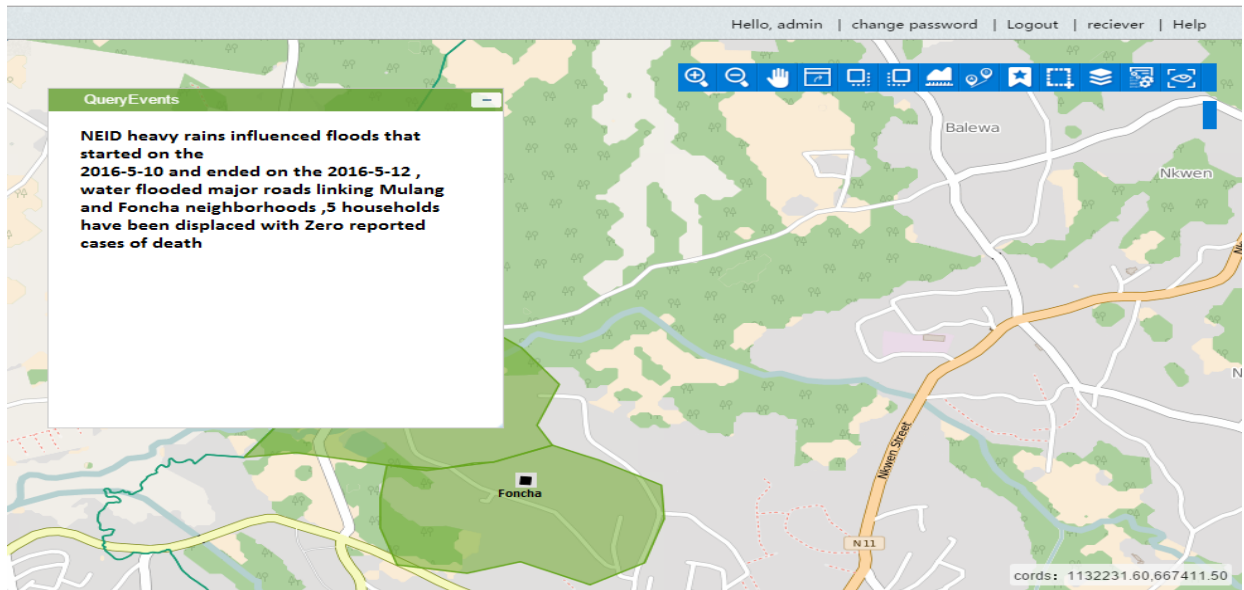 Hello, admin | change password | Logout | reciever | Help
QueryEvents
NEID heavy rains influenced floods that
started on the
2016-5-10 and ended on the 2016-5-12 ,
water flooded major roads linking Mulang
and Foncha neighborhoods ,5 households
have been displaced with Zero reported
cases of death
Balewa
Nkwen
Nkwen Street
Foncha
N11
cords: 1132231.60,667411.50